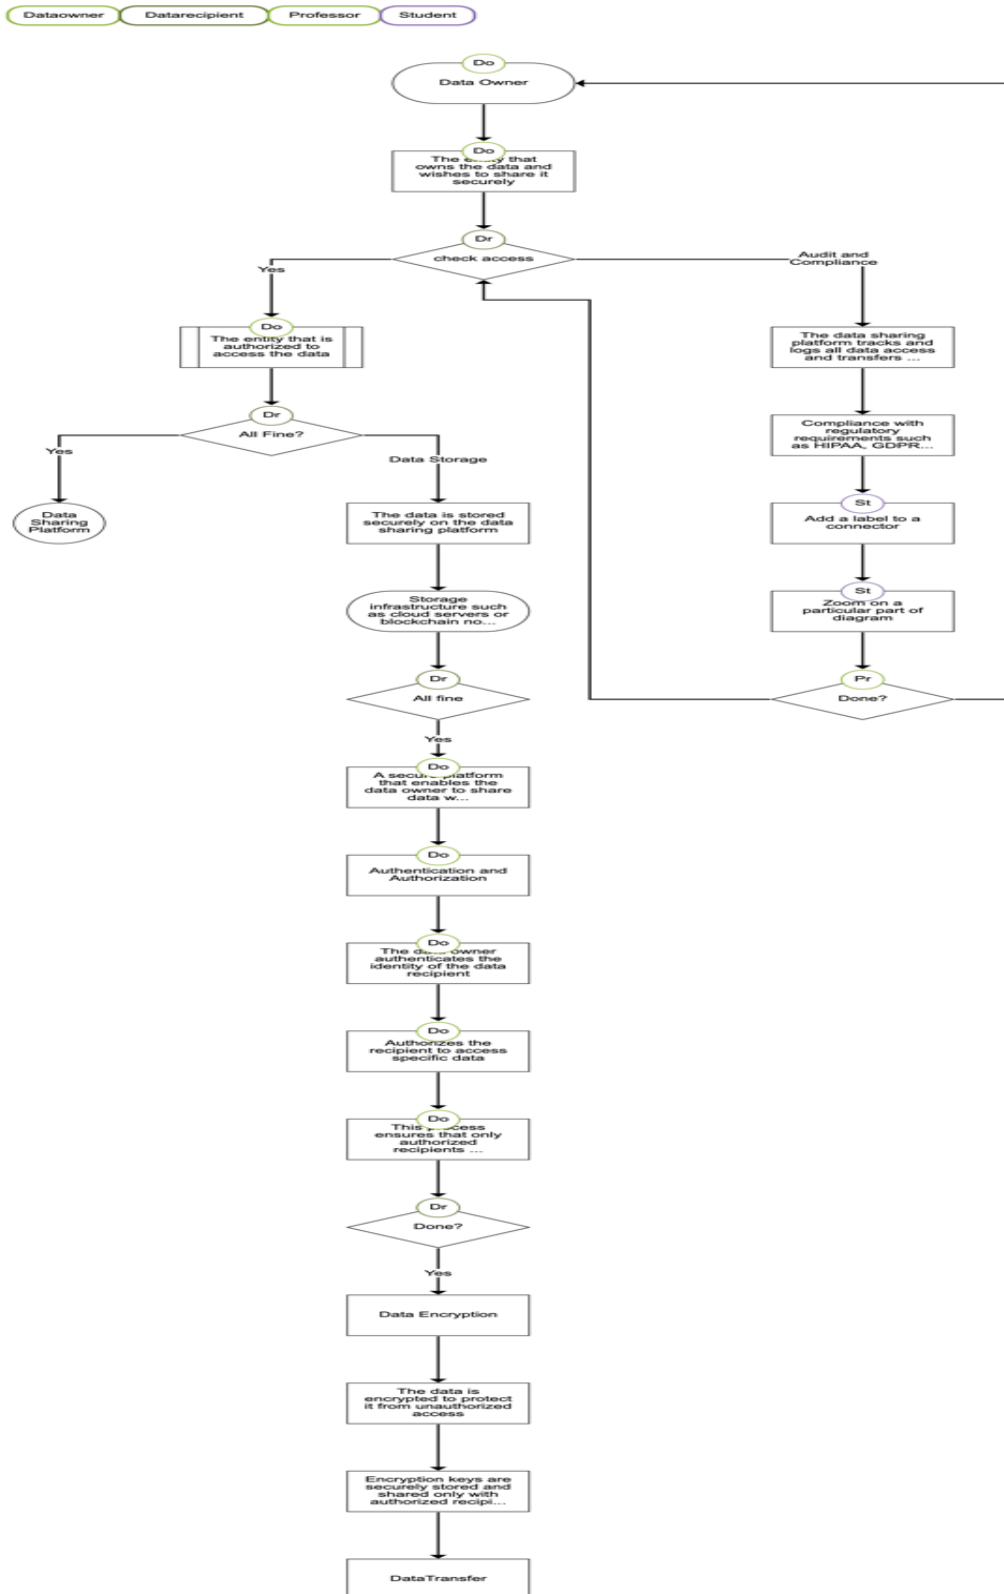 Dataowner
Datarecipient
Professor
Student
Do
Data Owner
Do
The entity that
owns the data and
wishes to share it
securely
Dr
check access
Yes
Audit and
Compliance
Do
The entity that is
authorized to
access the data
The data sharing
platform tracks and
logs all data access
and transfers ...
Dr
All Fine?
Yes
Data Storage
Compliance with
regulatory
requirements such
as HIPAA, GDPR...
Data
Sharing
Platform
The data is stored
securely on the data
sharing platform
St
Add a label to a
connector
Storage
infrastructure such
as cloud servers or
blockchain no...
St
Zoom on a
particular part of
diagram
Dr
All fine
Pr
Done?
Yes
Do
A secure platform
that enables the
data owner to share
data w...
Do
Authentication and
Authorization
Do
The data owner
authenticates the
identity of the data
recipient
Do
Authorizes the
recipient to access
specific data
Do
This process
ensures that only
authorized
recipients ...
Dr
Done?
Yes
Data Encryption
The data is
encrypted to protect
it from unauthorized
access
Encryption keys are
securely stored and
shared only with
authorized recipi...
DataTransfer